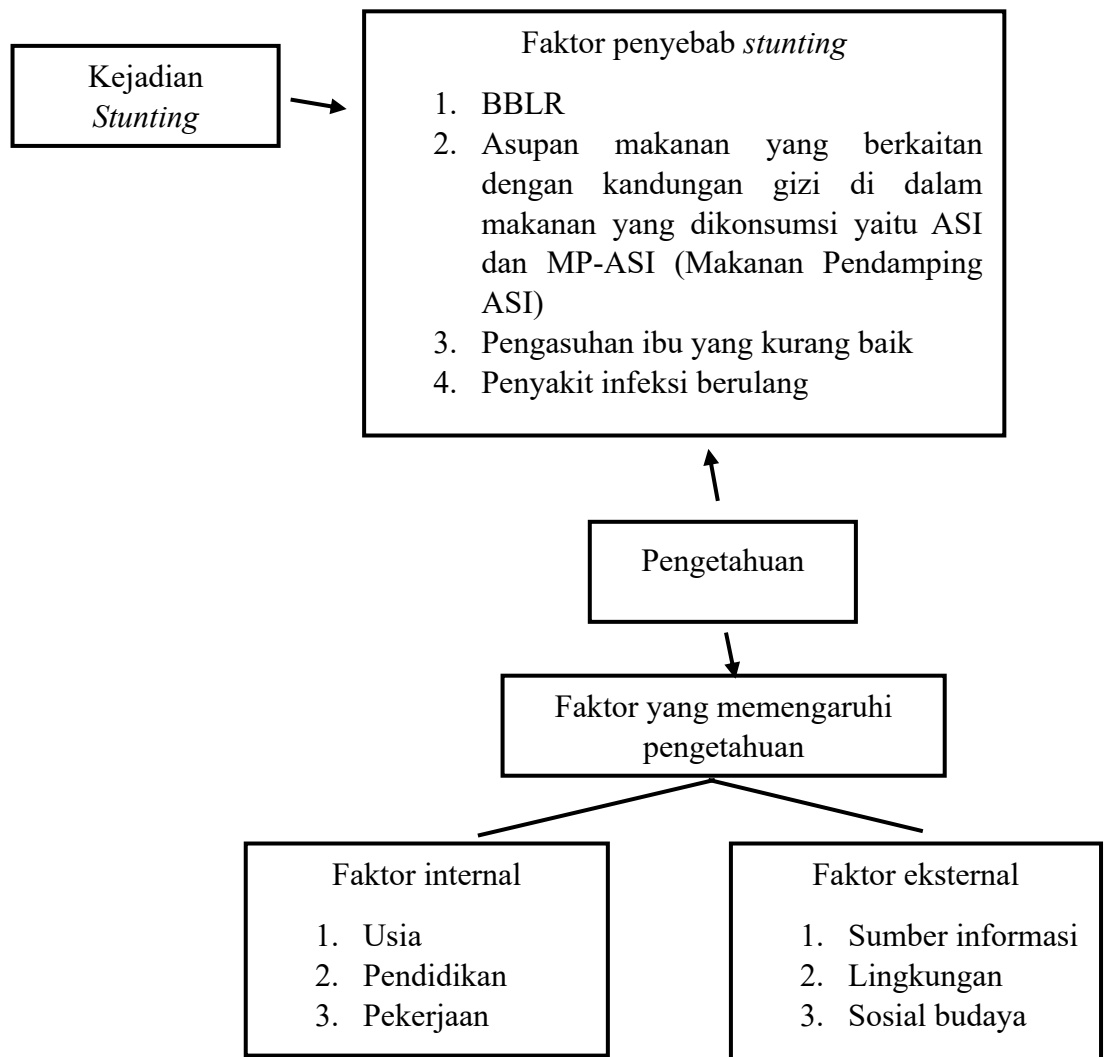 Kejadian
Stunting
Faktor penyebab stunting
1. BBLR
2. Asupan makanan yang berkaitan
dengan kandungan gizi di dalam
makanan yang dikonsumsi yaitu ASI
dan MP-ASI (Makanan Pendamping
ASI)
3. Pengasuhan ibu yang kurang baik
4. Penyakit infeksi berulang
Pengetahuan
Faktor yang memengaruhi
pengetahuan
Faktor internal
1. Usia
2. Pendidikan
3. Pekerjaan
Faktor eksternal
1. Sumber informasi
2. Lingkungan
3. Sosial budaya